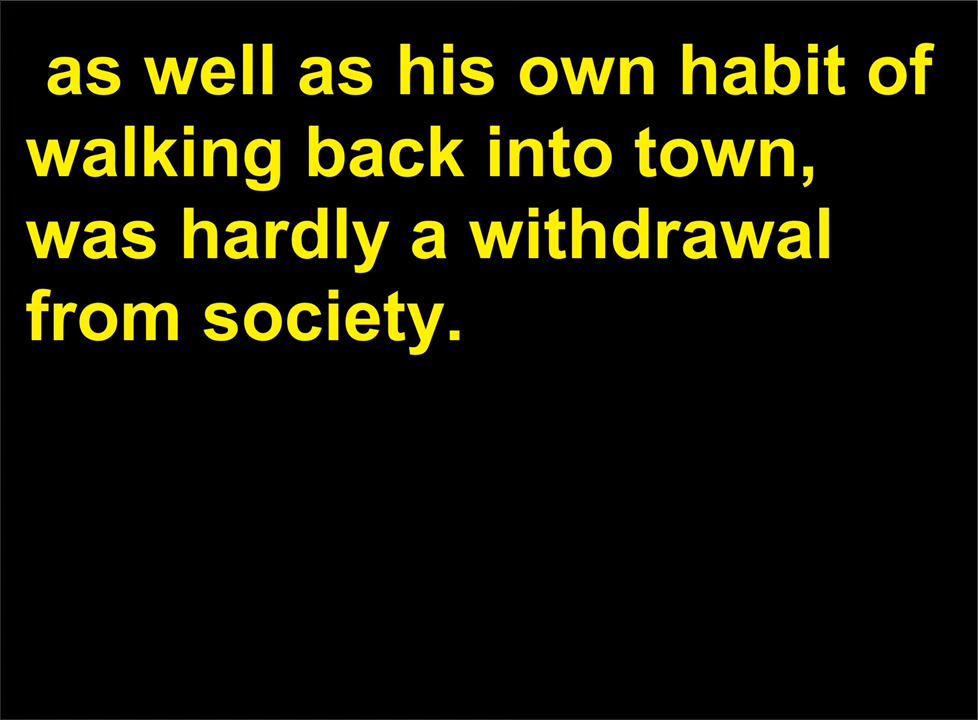 as well as his own habit of
walking back into town,
was hardly a withdrawal
from society.